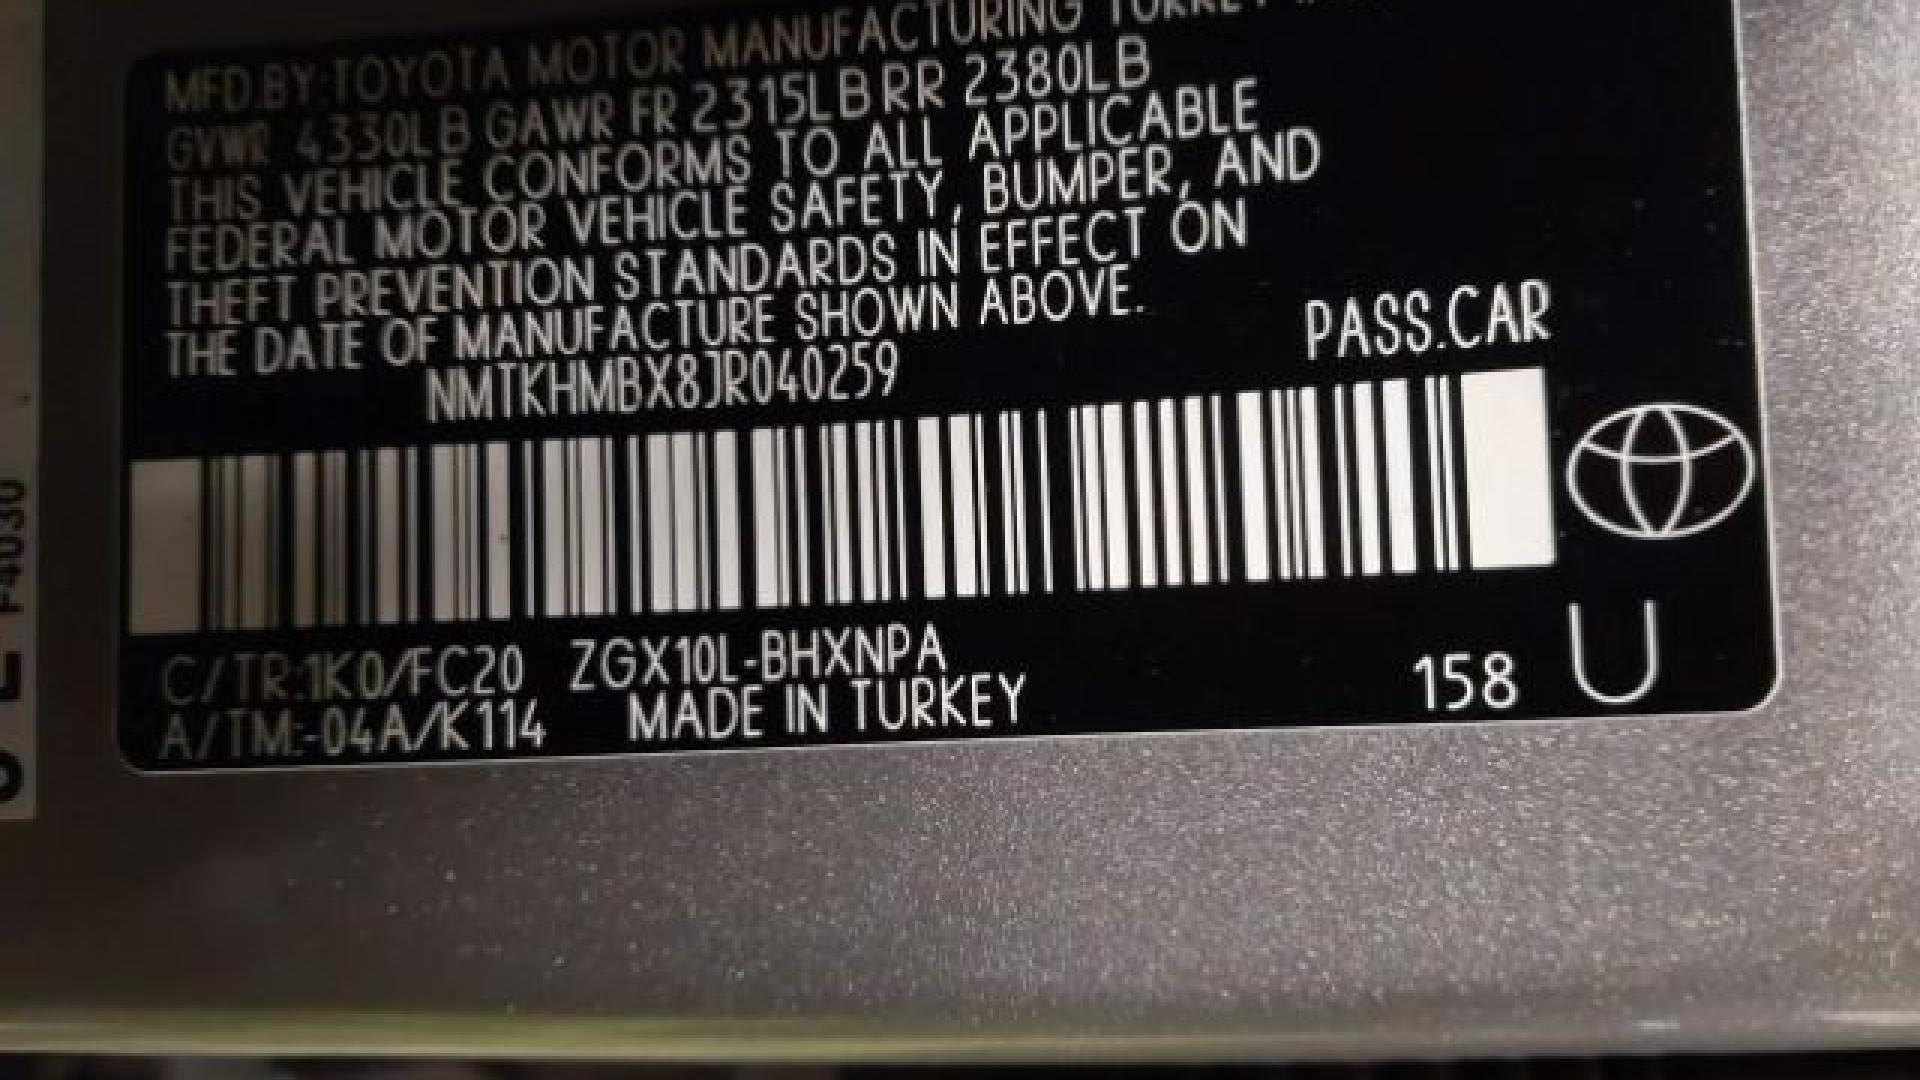 MFD.BY:TOYOTA MOTOR MANUFACTURING TURKEY
GVWR 4330LB GAWR FR 2315LB RR 2380LB
THIS VEHICLE CONFORMS TO ALL APPLICABLE
FEDERAL MOTOR VEHICLE SAFETY, BUMPER, AND
THEFT PREVENTION STANDARDS IN EFFECT ON
THE DATE OF MANUFACTURE SHOWN ABOVE.
NMTKHMBX8JR040259 PASS.CAR
C/TR:1K0/FC20 ZGX10L-BHXNPA
A/TM:-04A/K114 MADE IN TURKEY 158 U
F4030